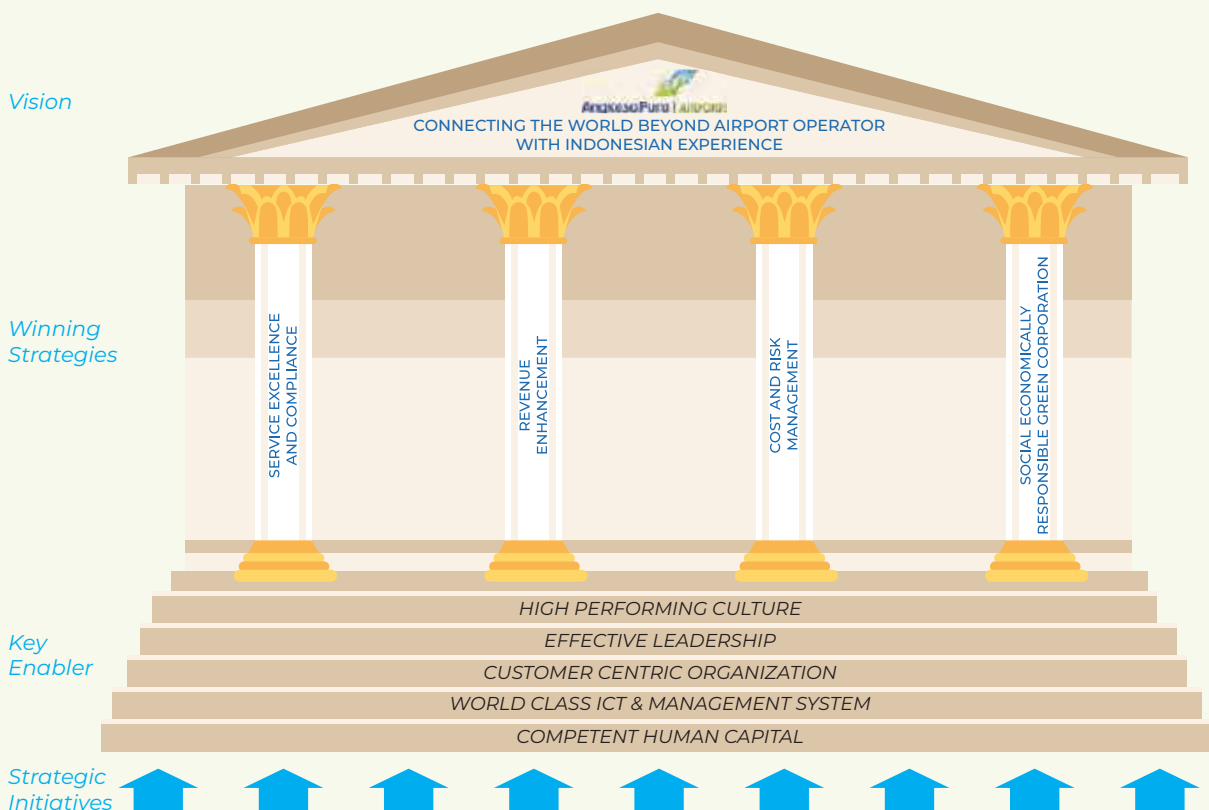 Vision
AngkasaPura | AIRPORTS
CONNECTING THE WORLD BEYOND AIRPORT OPERATOR
WITH INDONESIAN EXPERIENCE
Winning
Strategies
SERVICE EXCELLENCE
AND COMPLIANCE
REVENUE
ENHANCEMENT
COST AND RISK
MANAGEMENT
SOCIAL ECONOMICALLY
RESPONSIBLE GREEN CORPORATION
Key
Enabler
HIGH PERFORMING CULTURE
EFFECTIVE LEADERSHIP
CUSTOMER CENTRIC ORGANIZATION
WORLD CLASS ICT & MANAGEMENT SYSTEM
COMPETENT HUMAN CAPITAL
Strategic
Initiatives